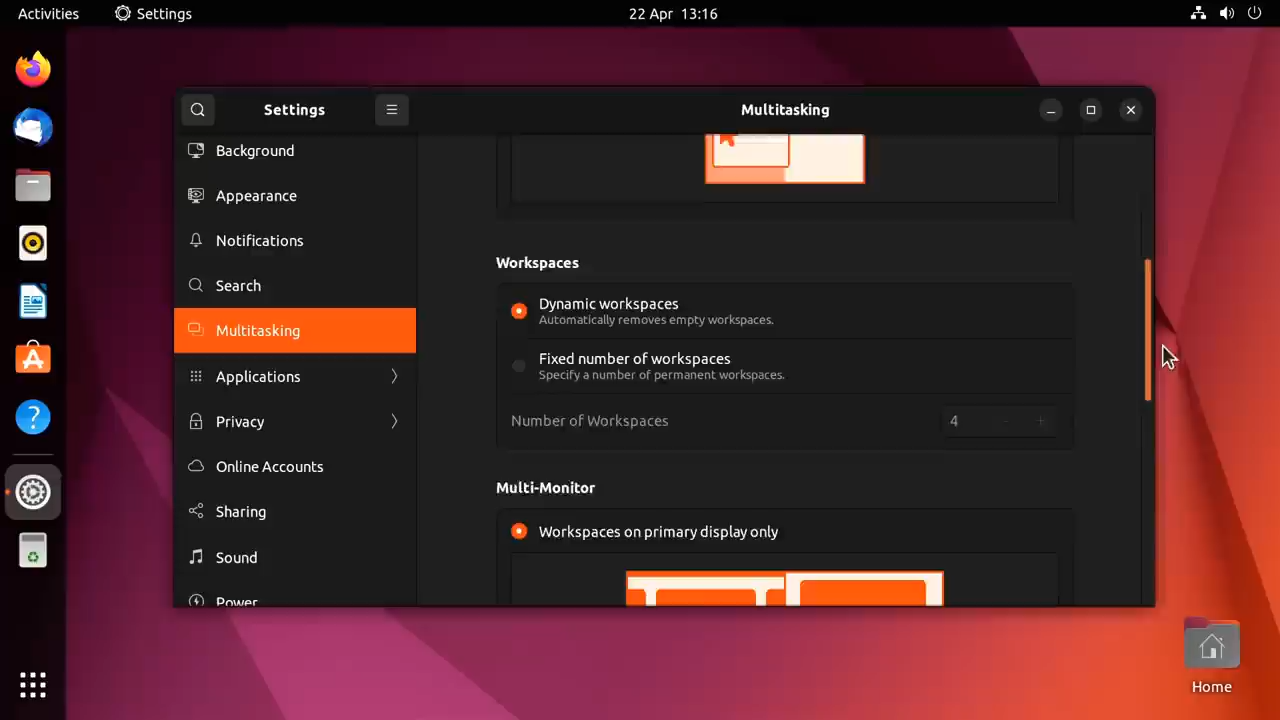 Activities
Settings
22 Apr 13:16
Settings
Multitasking
Background
Appearance
Notifications
Search
Multitasking
Applications
Privacy
Online Accounts
Sharing
Sound
Power
Workspaces
Dynamic workspaces
Automatically removes empty workspaces.
Fixed number of workspaces
Specify a number of permanent workspaces.
Number of Workspaces
4 - +
Multi-Monitor
Workspaces on primary display only
Home